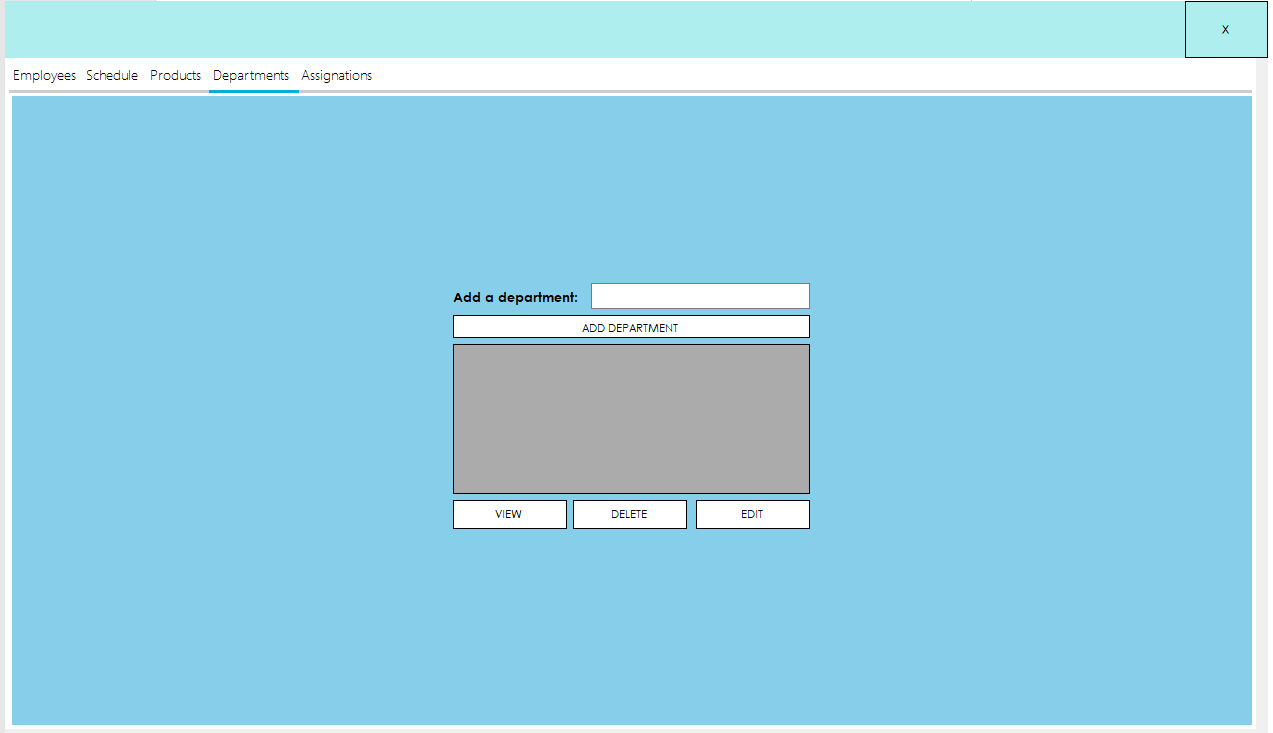 X
Employees Schedule Products Departments Assignations
Add a department:
ADD DEPARTMENT
VIEW DELETE EDIT